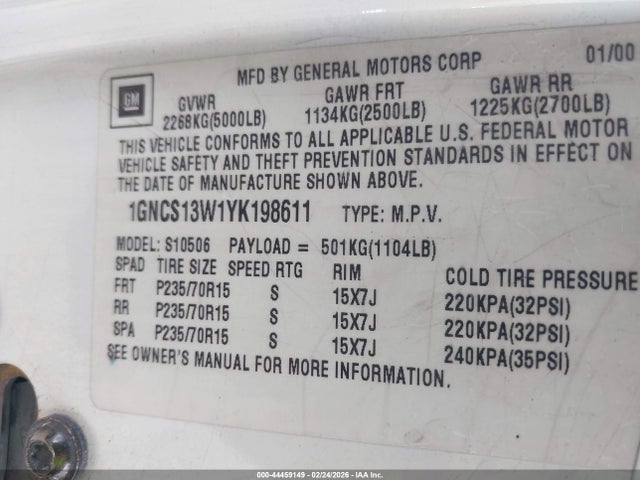 GM
MFD BY GENERAL MOTORS CORP 01/00
GVWR GAWR FRT GAWR RR
2268KG(5000LB) 1134KG(2500LB) 1225KG(2700LB)
THIS VEHICLE CONFORMS TO ALL APPLICABLE U.S. FEDERAL MOTOR
VEHICLE SAFETY AND THEFT PREVENTION STANDARDS IN EFFECT ON
THE DATE OF MANUFACTURE SHOWN ABOVE.
1GNCS13W1YK198611 TYPE: M.P.V.
MODEL: S10506 PAYLOAD = 501KG(1104LB)
SPAD TIRE SIZE SPEED RTG RIM COLD TIRE PRESSURE
FRT P235/70R15 S 15X7J 220KPA(32PSI)
RR P235/70R15 S 15X7J 220KPA(32PSI)
SPA P235/70R15 S 15X7J 240KPA(35PSI)
SEE OWNER'S MANUAL FOR MORE INFORMATION.
000-44459149 - 02/24/2026 - IAA Inc.